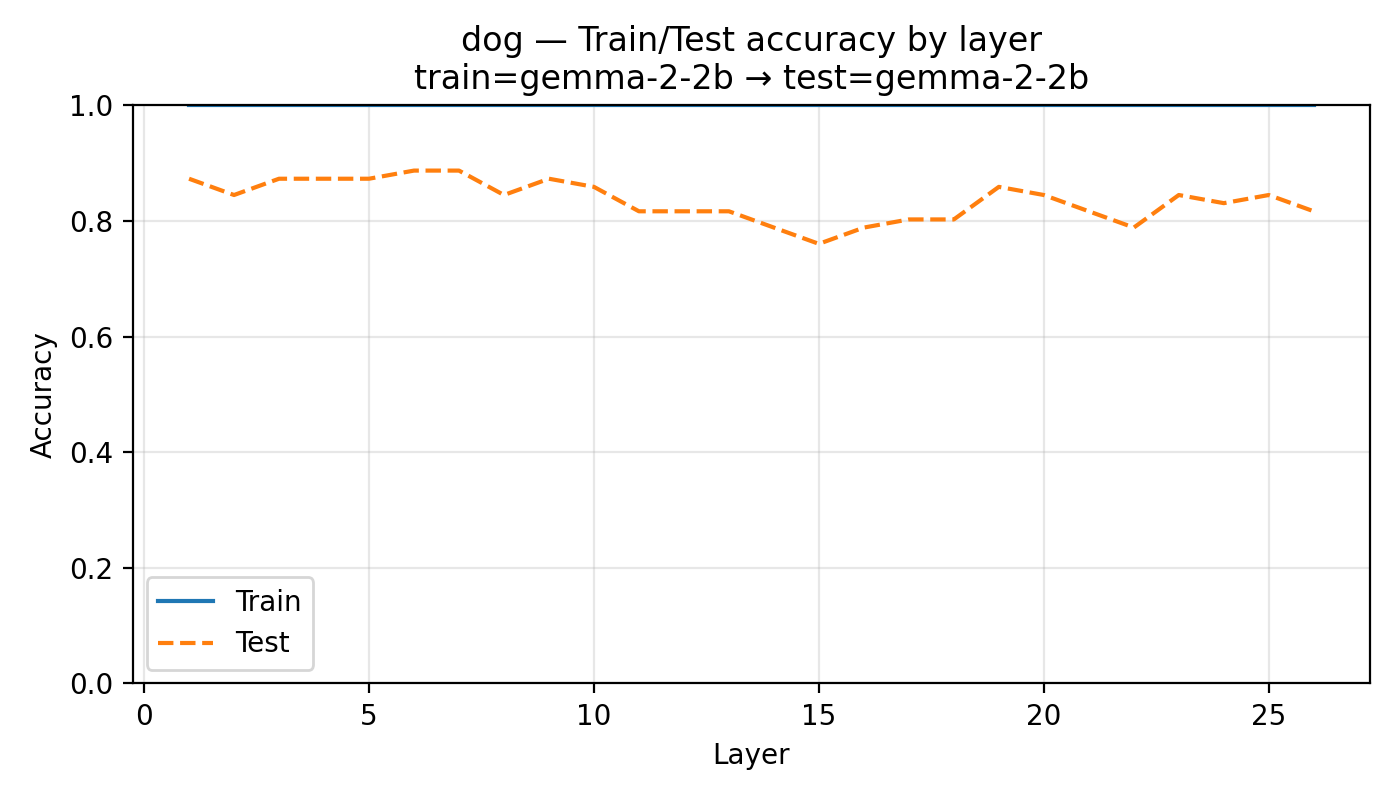 dog — Train/Test accuracy by layer
train=gemma-2-2b → test=gemma-2-2b
1.0
0.8
0.6
0.4
0.2
0.0
Accuracy
Train
Test
0 5 10 15 20 25
Layer